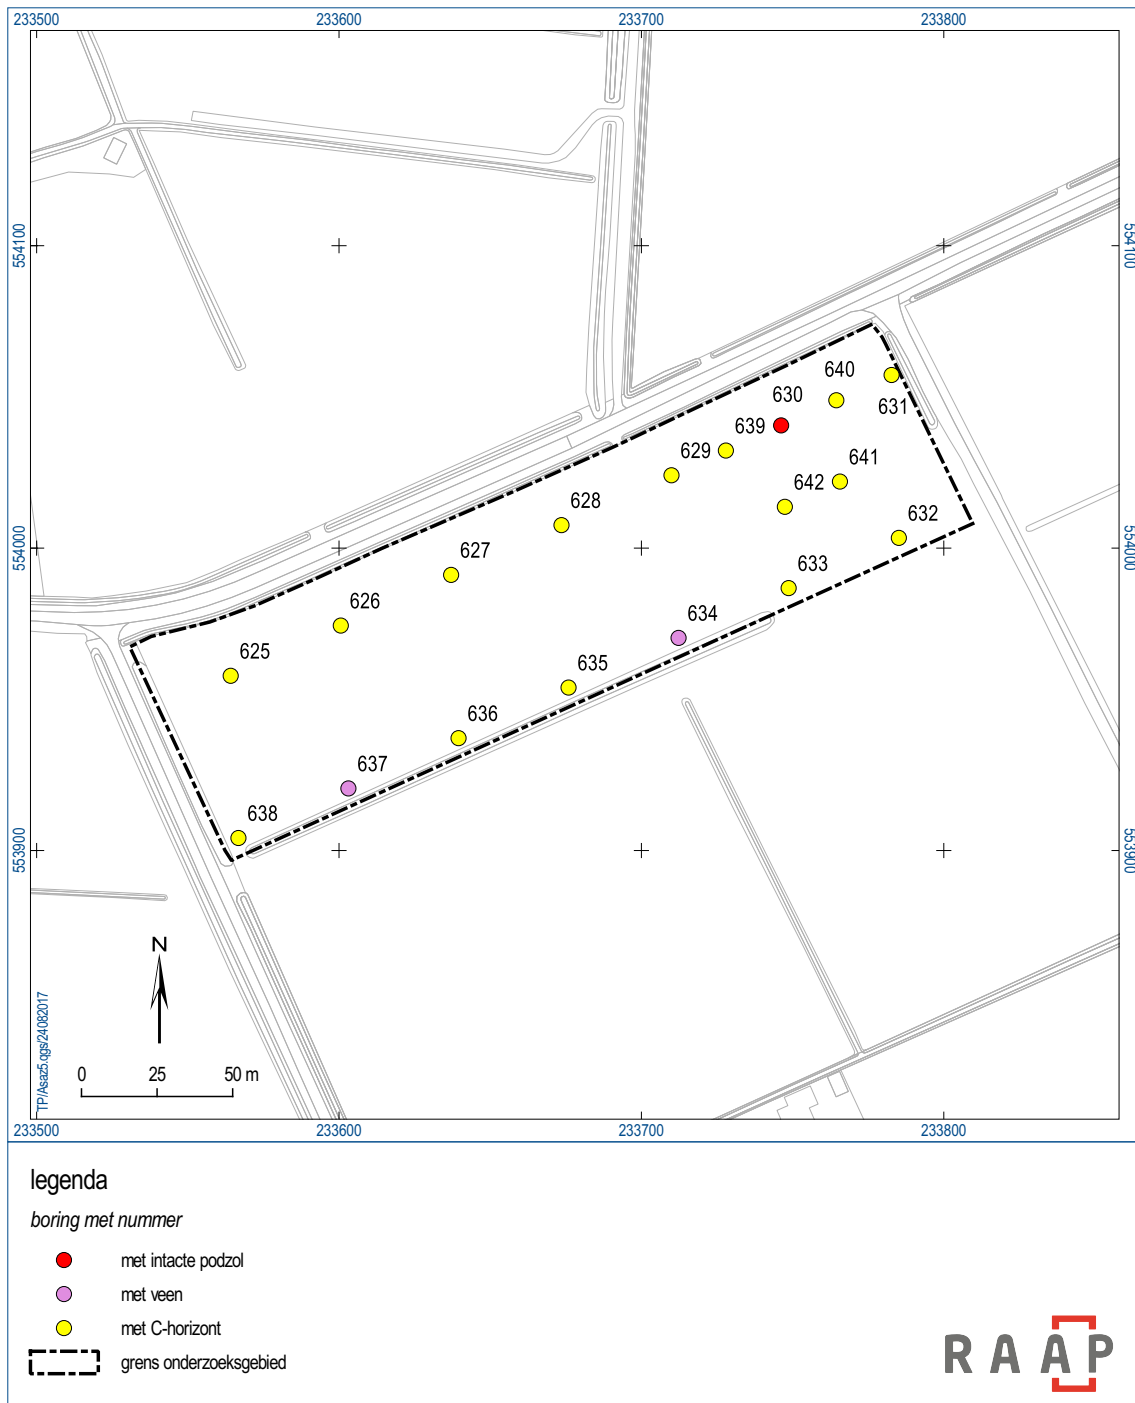 233500 233600 233700 233800
554100 554100
640
630
631
639
629
641
642
628
632
554000 554000
627
633
626
634
625
635
636
637
638
553900 553900
N
0 25 50 m
TP/Asaz5.qgs/24082017
233500 233600 233700 233800
legenda
boring met nummer
met intacte podzol
met veen
met C-horizont
grens onderzoeksgebied
RAAP